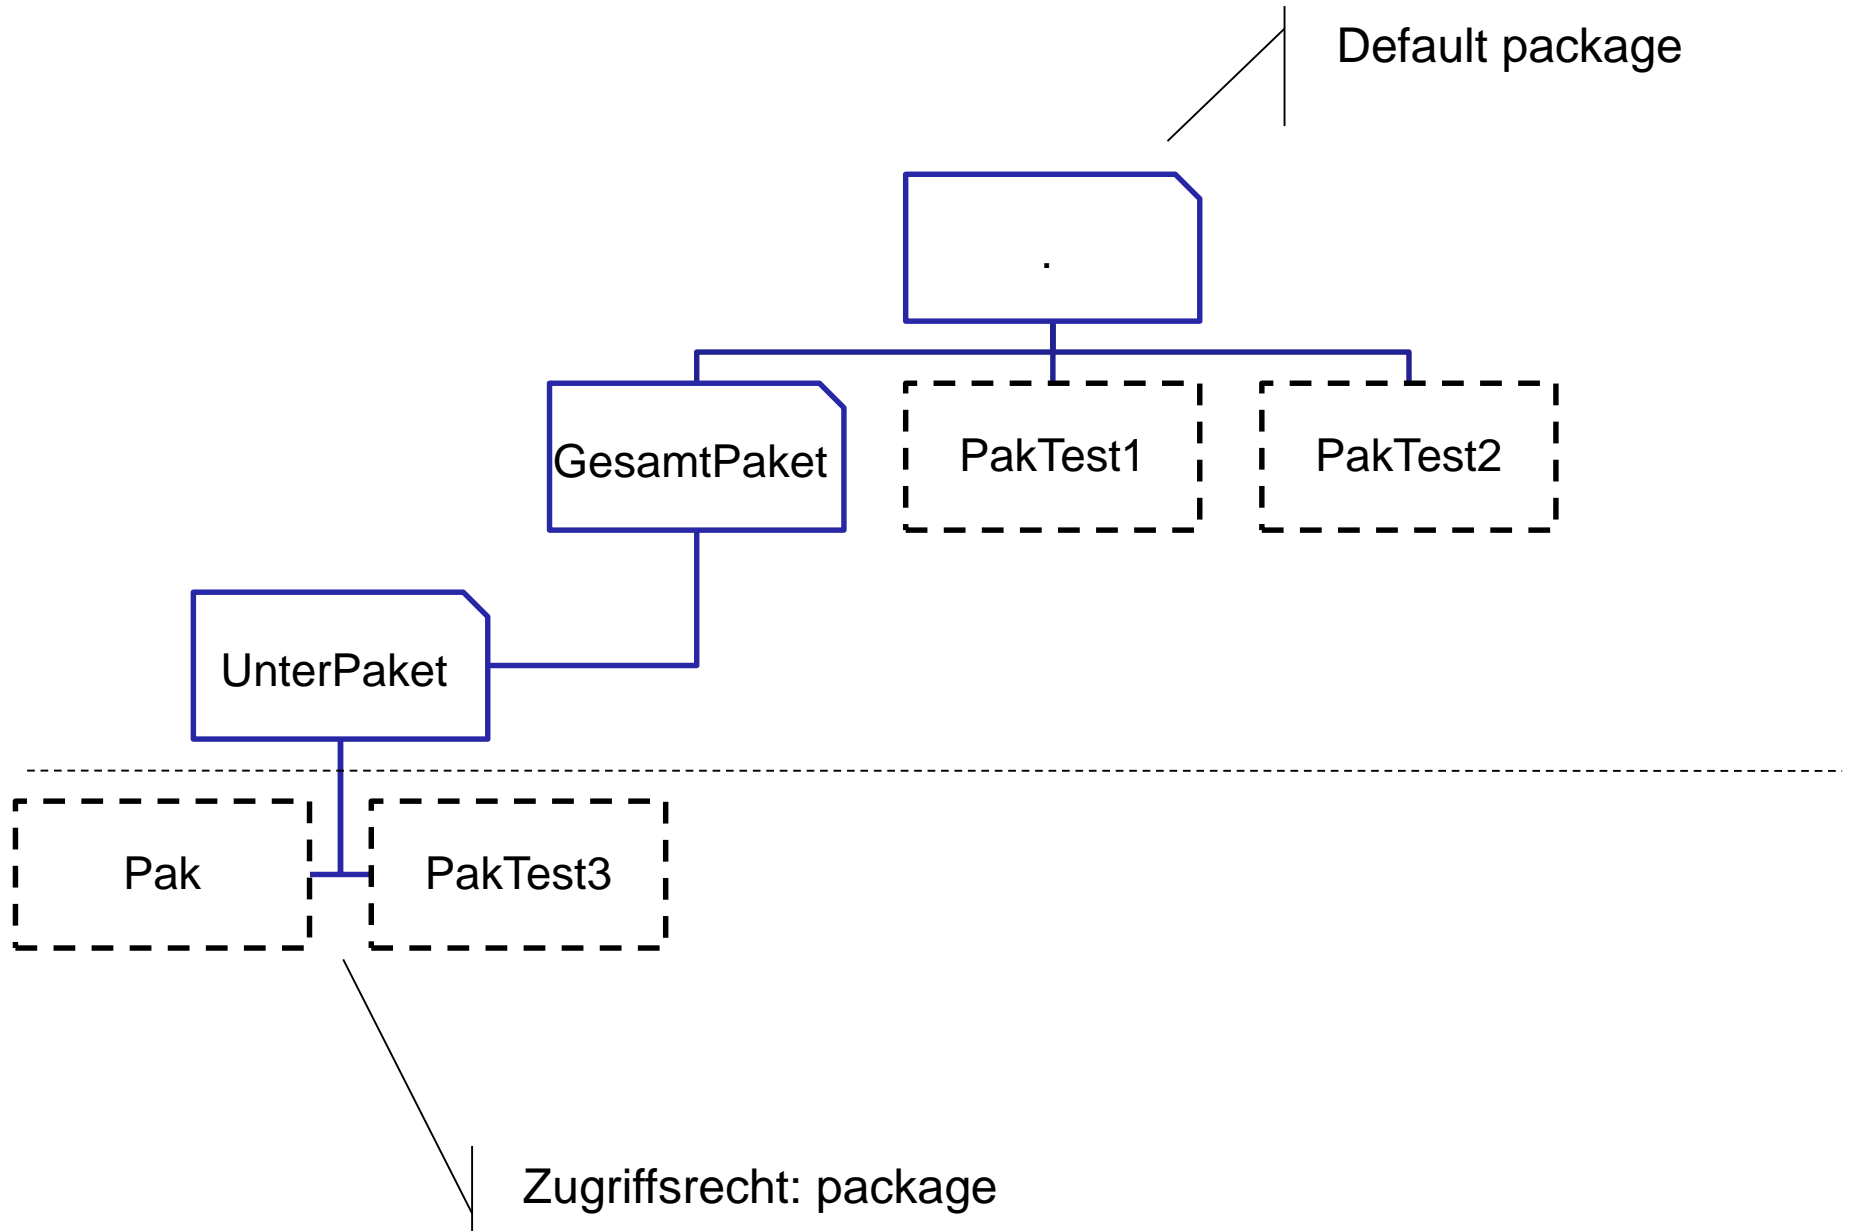 Default package
.
GesamtPaket
PakTest1
PakTest2
UnterPaket
Pak
PakTest3
Zugriffsrecht: package